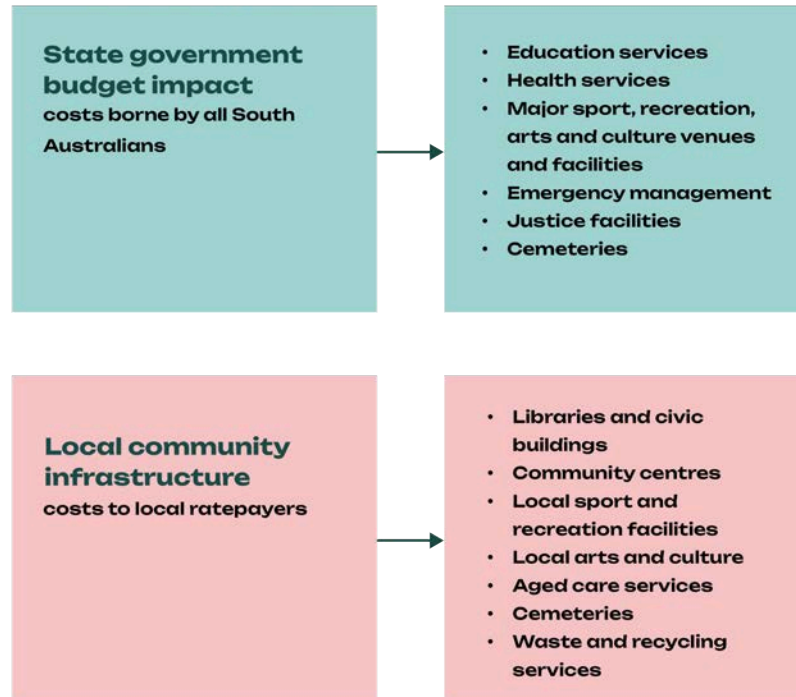 State government
budget impact
costs borne by all South
Australians
• Education services
• Health services
• Major sport, recreation,
arts and culture venues
and facilities
• Emergency management
• Justice facilities
• Cemeteries
Local community
infrastructure
costs to local ratepayers
• Libraries and civic
buildings
• Community centres
• Local sport and
recreation facilities
• Local arts and culture
• Aged care services
• Cemeteries
• Waste and recycling
services